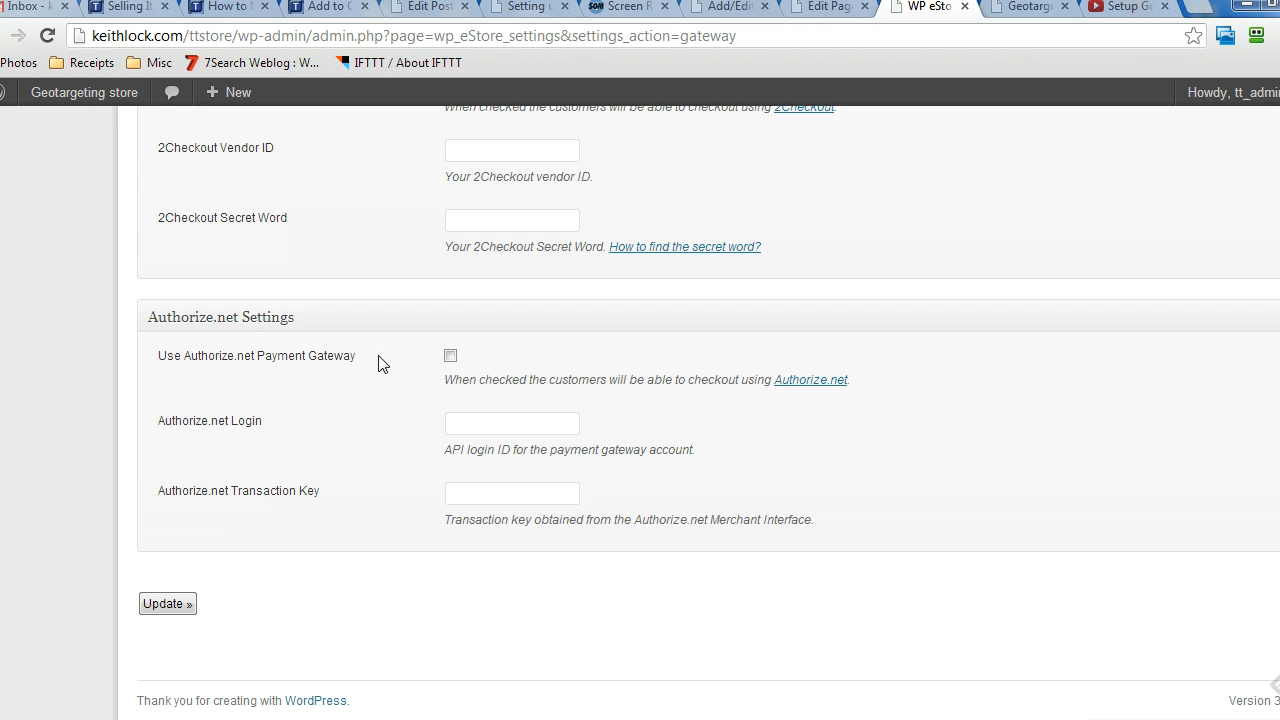 Inbox - k
Selling It
How to I
Add to C
Edit Post
Setting u
SOM Screen R
Add/Edi
Edit Page
WP eSto
Geotarge
Setup Go
keithlock.com/ttstore/wp-admin/admin.php?page=wp_eStore_settings&settings_action=gateway
Photos Receipts Misc 7Search Weblog : W... IFTTT / About IFTTT
Geotargeting store + New Howdy, tt_admi
When checked the customers will be able to checkout using 2Checkout.
2Checkout Vendor ID
Your 2Checkout vendor ID.
2Checkout Secret Word
Your 2Checkout Secret Word. How to find the secret word?
Authorize.net Settings
Use Authorize.net Payment Gateway
When checked the customers will be able to checkout using Authorize.net.
Authorize.net Login
API login ID for the payment gateway account.
Authorize.net Transaction Key
Transaction key obtained from the Authorize.net Merchant Interface.
Update »
Thank you for creating with WordPress. Version 3